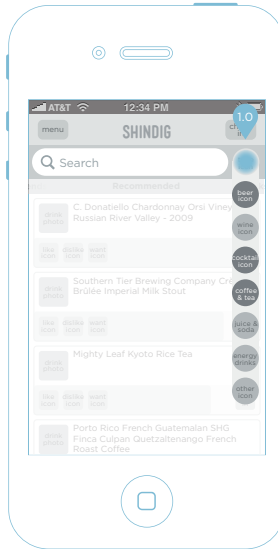 AT&T 12:34 PM
1.0
menu SHINDIG
Search
Recommended
beer
icon
wine
icon
cocktail
icon
coffee
& tea
juice &
soda
energy
drinks
other
icon
drink
photo
C. Donatiello Chardonnay Orsi Viney
Russian River Valley - 2009
like
icon
dislike
icon
want
icon
drink
photo
Southern Tier Brewing Company Crè
Brûlée Imperial Milk Stout
like
icon
dislike
icon
want
icon
drink
photo
Mighty Leaf Kyoto Rice Tea
like
icon
dislike
icon
want
icon
drink
photo
Porto Rico French Guatemalan SHG
Finca Culpan Quetzaltenango French
Roast Coffee